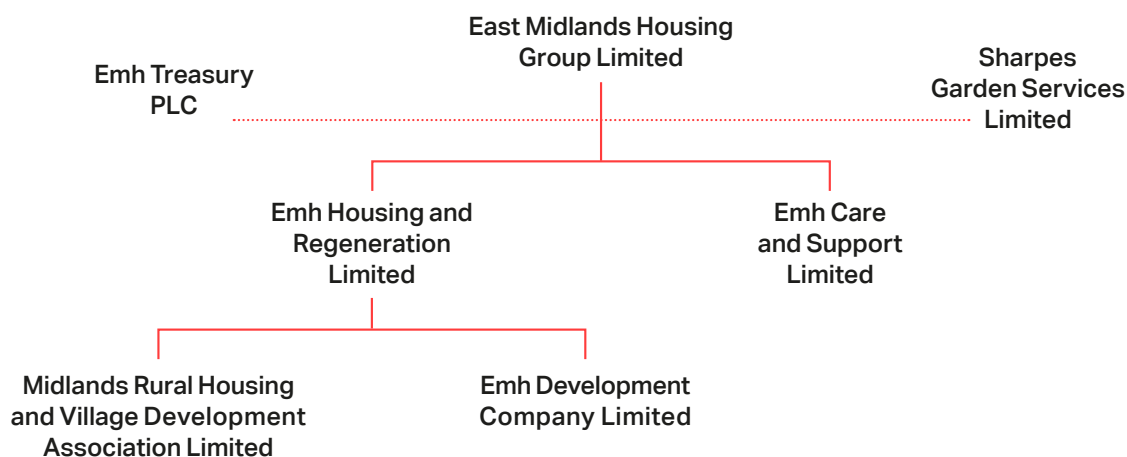 East Midlands Housing
Group Limited
Emh Treasury
PLC
Sharpes
Garden Services
Limited
Emh Housing and
Regeneration
Limited
Emh Care
and Support
Limited
Midlands Rural Housing
and Village Development
Association Limited
Emh Development
Company Limited